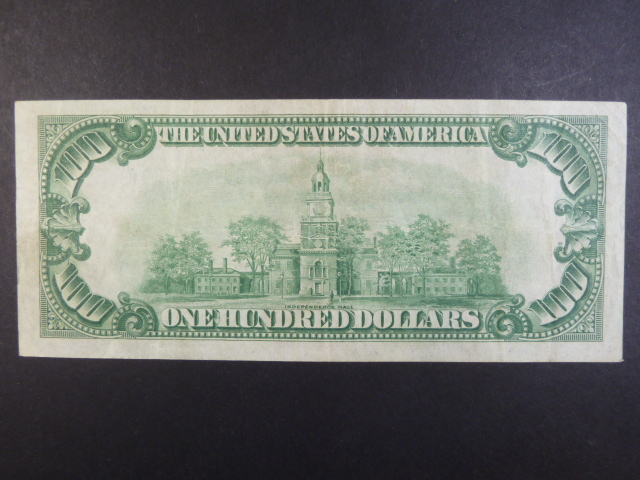 100 THE UNITED STATES OF AMERICA 100
INDEPENDENCE HALL
100 ONE HUNDRED DOLLARS 100